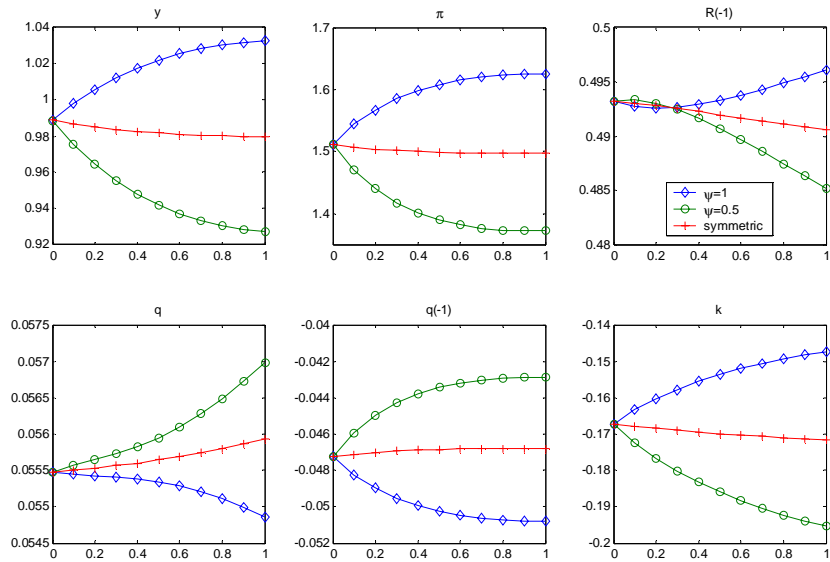 y
π
R(-1)
1.04
1.02
1
0.98
0.96
0.94
0.92
0 0.2 0.4 0.6 0.8 1
1.7
1.6
1.5
1.4
0 0.2 0.4 0.6 0.8 1
0.5
0.495
0.49
0.485
0.48
0 0.2 0.4 0.6 0.8 1
ψ=1
ψ=0.5
symmetric
q
q(-1)
k
0.0575
0.057
0.0565
0.056
0.0555
0.055
0.0545
0 0.2 0.4 0.6 0.8 1
-0.04
-0.042
-0.044
-0.046
-0.048
-0.05
-0.052
0 0.2 0.4 0.6 0.8 1
-0.14
-0.15
-0.16
-0.17
-0.18
-0.19
-0.2
0 0.2 0.4 0.6 0.8 1